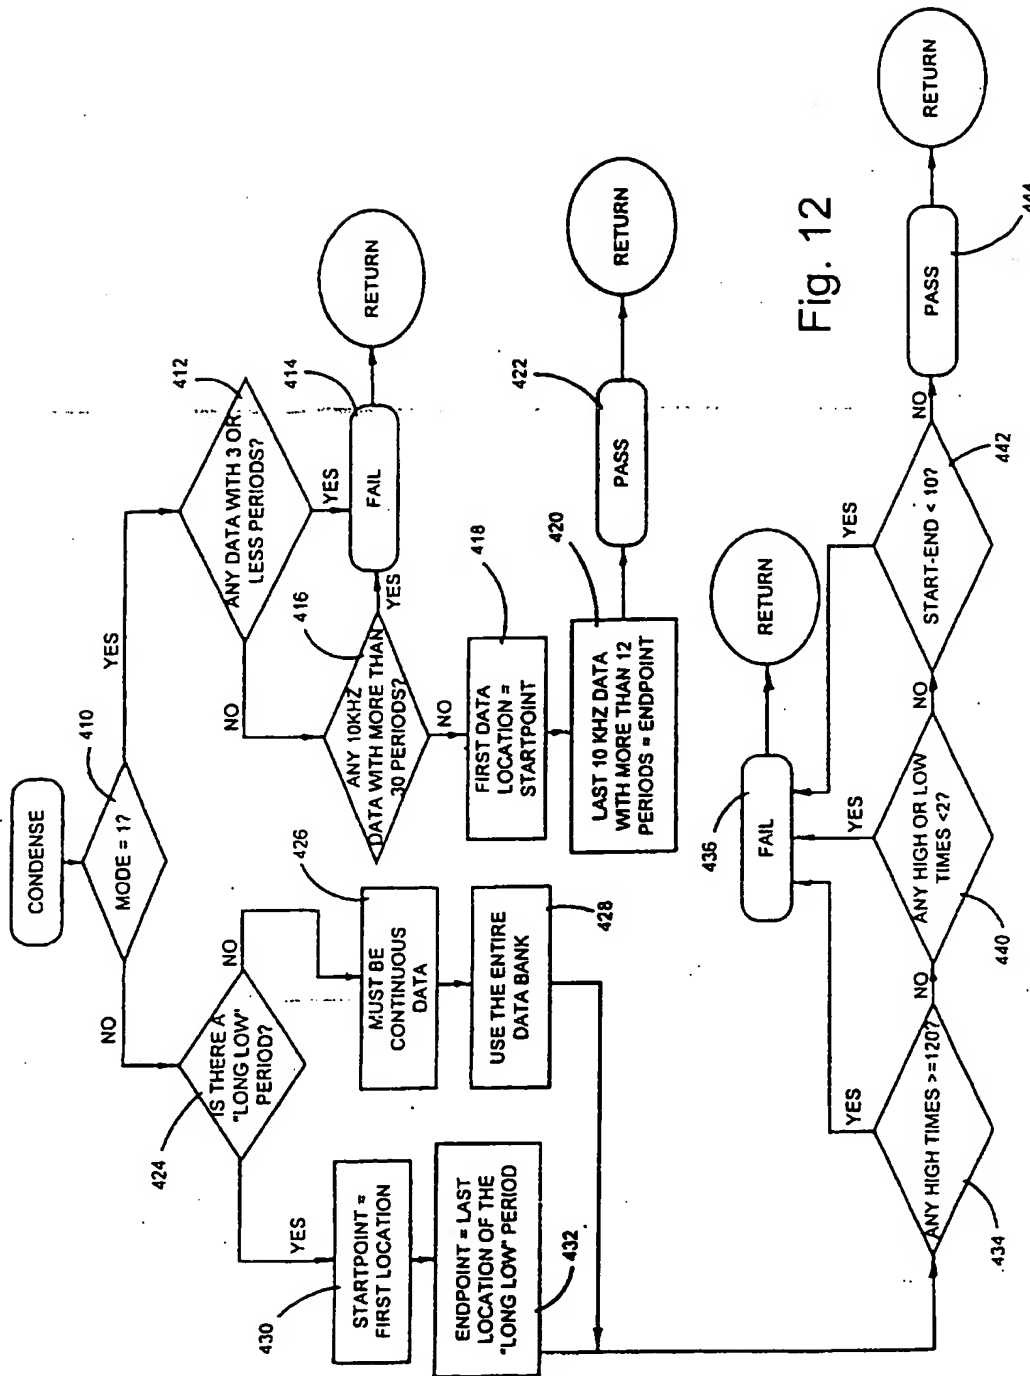 CONDENSE
410
MODE = 1?
YES
NO
412
ANY DATA WITH 3 OR
LESS PERIODS?
YES
NO
414
FAIL
RETURN
416
ANY 10KHZ
DATA WITH MORE THAN
30 PERIODS?
YES
NO
418
FIRST DATA
LOCATION =
STARTPOINT
420
LAST 10 KHZ DATA
WITH MORE THAN 12
PERIODS = ENDPOINT
422
PASS
RETURN
424
IS THERE A
"LONG LOW"
PERIOD?
NO
YES
426
MUST BE
CONTINUOUS
DATA
428
USE THE ENTIRE
DATA BANK
430
STARTPOINT =
FIRST LOCATION
432
ENDPOINT = LAST
LOCATION OF THE
"LONG LOW" PERIOD
434
ANY HIGH TIMES >=120?
YES
NO
436
FAIL
RETURN
440
ANY HIGH OR LOW
TIMES <2?
YES
NO
442
START-END < 10?
YES
NO
444
PASS
RETURN
Fig. 12